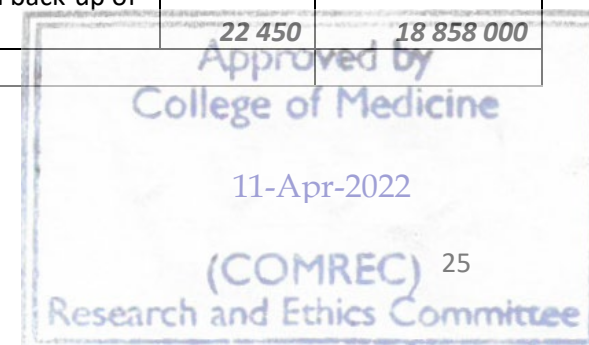 back-up of
22 450 18 858 000
Approved by
College of Medicine
11-Apr-2022
(COMREC) 25
Research and Ethics Committee